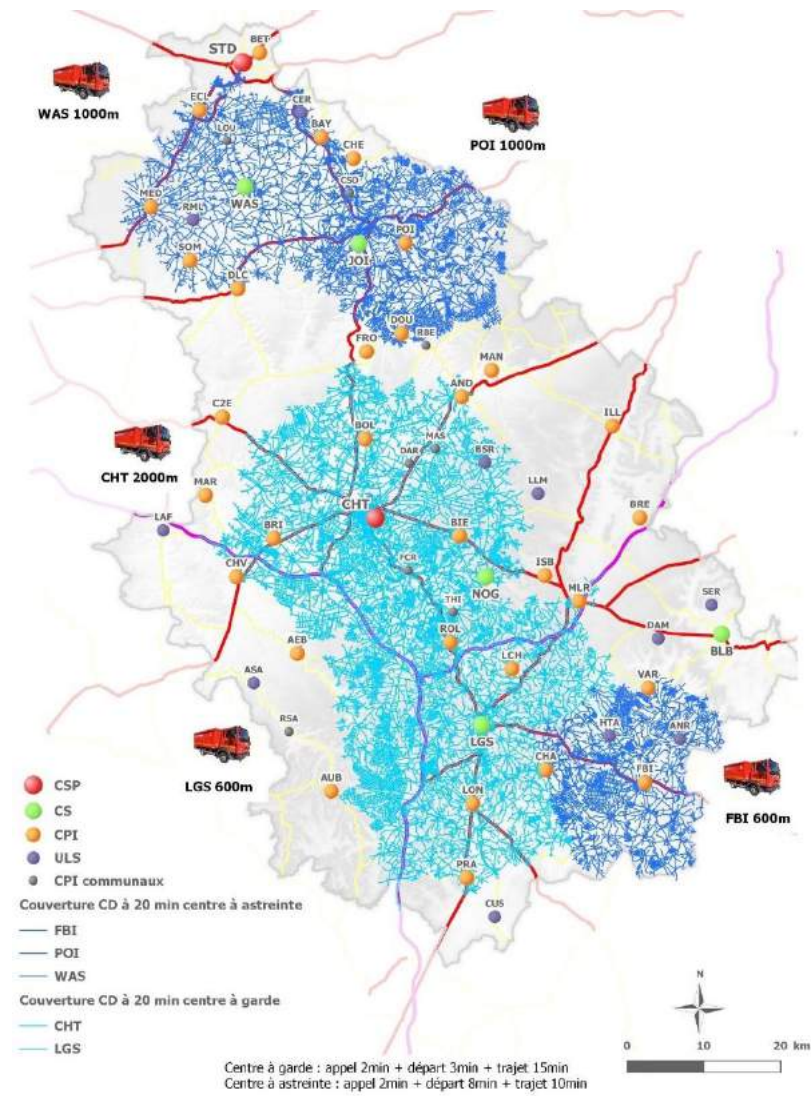 BET
STD
WAS 1000m
ECL
CER
LOU
BAY
CHE
POI 1000m
MED
RML
WAS
CSO
SOM
JOI
POI
DLC
DOU
RBE
FRO
MAN
C2E
AND
ILL
BOL
MAS
DAR
BSR
CHT 2000m
MAR
LLM
CHT
LAF
BRI
BIE
BRE
CHV
FCR
ISB
NOG
MLR
SER
THI
DAM
BLB
AEB
ROL
LCH
ASA
VAR
RSA
LGS
HTA
ANR
LGS 600m
CHA
FBI
AUB
LON
FBI 600m
PRA
CUS
CSP
CS
CPI
ULS
CPI communaux
Couverture CD à 20 min centre à astreinte
FBI
POI
WAS
Couverture CD à 20 min centre à garde
CHT
LGS
N
0 10 20 km
Centre à garde : appel 2min + départ 3min + trajet 15min
Centre à astreinte : appel 2min + départ 8min + trajet 10min